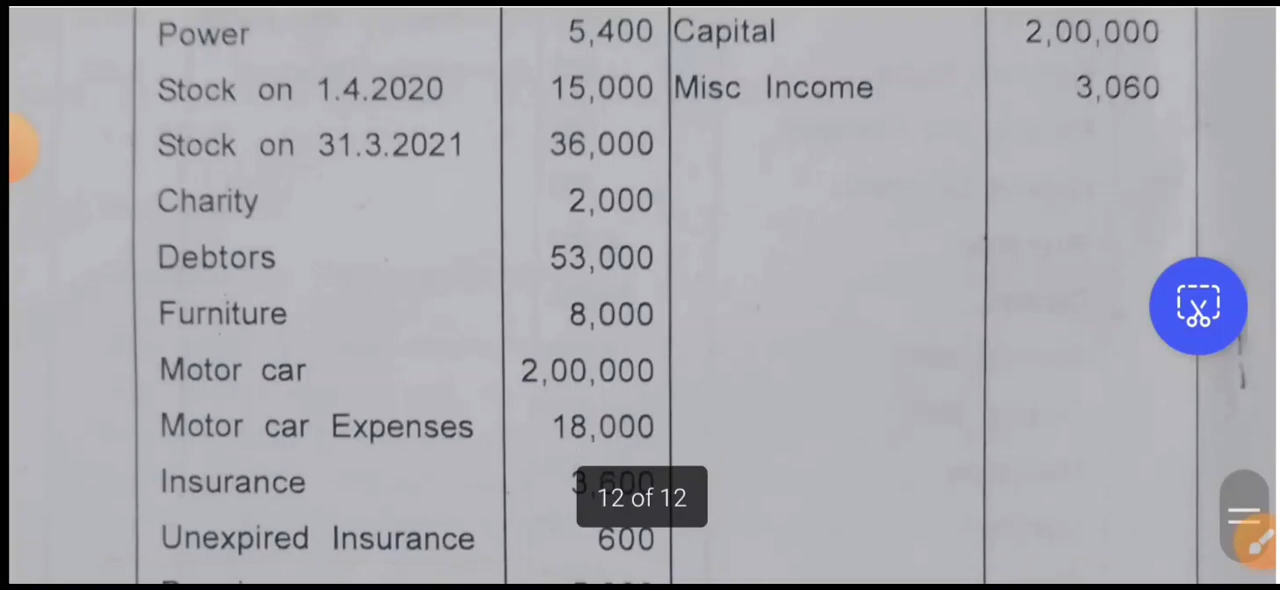 Power 5,400 Capital 2,00,000
Stock on 1.4.2020 15,000 Misc Income 3,060
Stock on 31.3.2021 36,000
Charity 2,000
Debtors 53,000
Furniture 8,000
Motor car 2,00,000
Motor car Expenses 18,000
Insurance 3,600
12 of 12
Unexpired Insurance 600